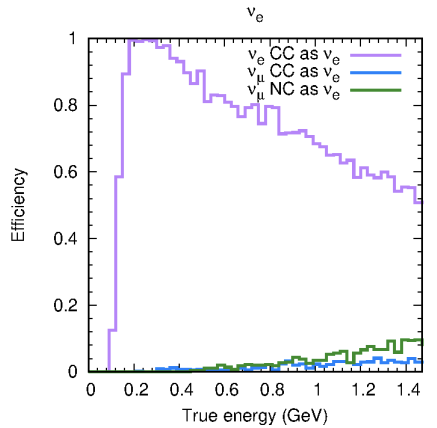 νe
νe CC as νe
νμ CC as νe
νμ NC as νe
Efficiency
1
0.8
0.6
0.4
0.2
0
0 0.2 0.4 0.6 0.8 1 1.2 1.4
True energy (GeV)